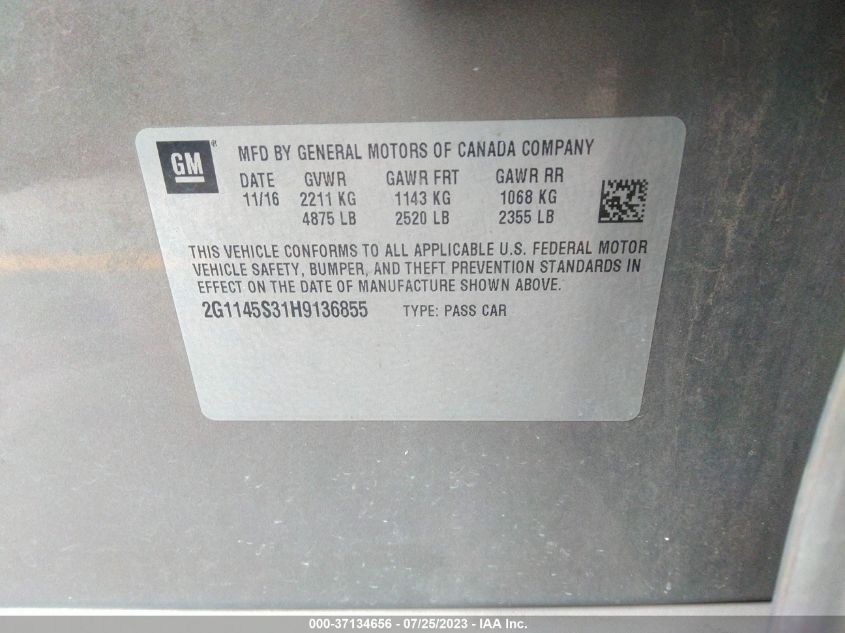 GM® MFD BY GENERAL MOTORS OF CANADA COMPANY
DATE GVWR GAWR FRT GAWR RR
11/16 2211 KG 1143 KG 1068 KG
4875 LB 2520 LB 2355 LB
THIS VEHICLE CONFORMS TO ALL APPLICABLE U.S. FEDERAL MOTOR
VEHICLE SAFETY, BUMPER, AND THEFT PREVENTION STANDARDS IN
EFFECT ON THE DATE OF MANUFACTURE SHOWN ABOVE.
2G1145S31H9136855 TYPE: PASS CAR
000-37134656 - 07/25/2023 - IAA Inc.